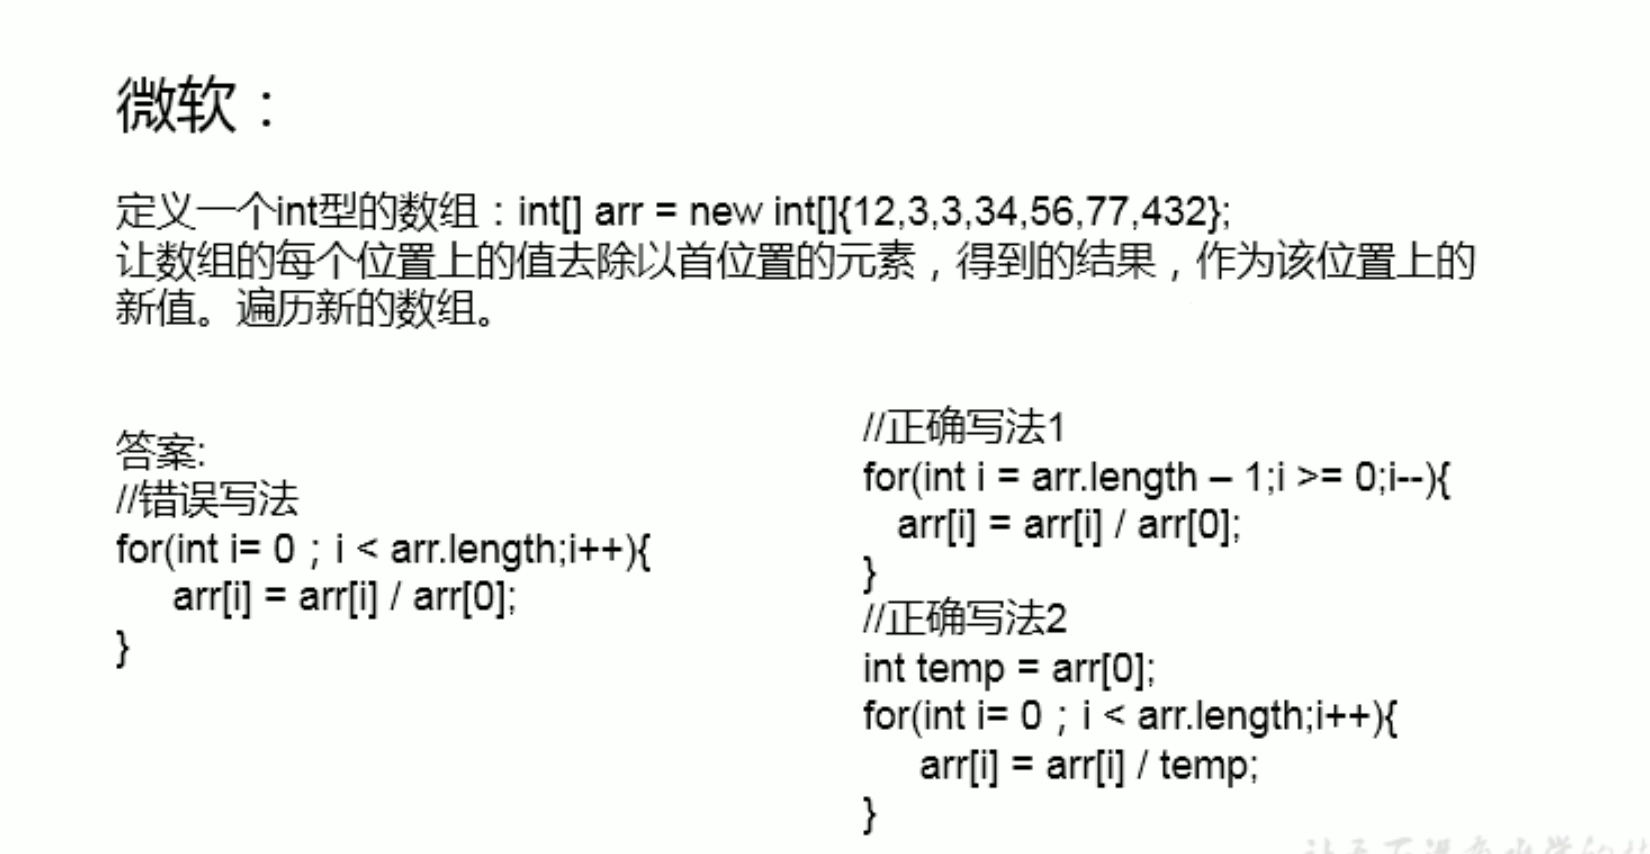 微软：
定义一个int型的数组：int[] arr = new int[]{12,3,3,34,56,77,432};
让数组的每个位置上的值去除以首位置的元素，得到的结果，作为该位置上的
新值。遍历新的数组。
答案:
//错误写法
for(int i= 0；i < arr.length;i++){
arr[i] = arr[i] / arr[0];
}
//正确写法1
for(int i = arr.length – 1;i >= 0;i--){
arr[i] = arr[i] / arr[0];
}
//正确写法2
int temp = arr[0];
for(int i= 0；i < arr.length;i++){
arr[i] = arr[i] / temp;
}